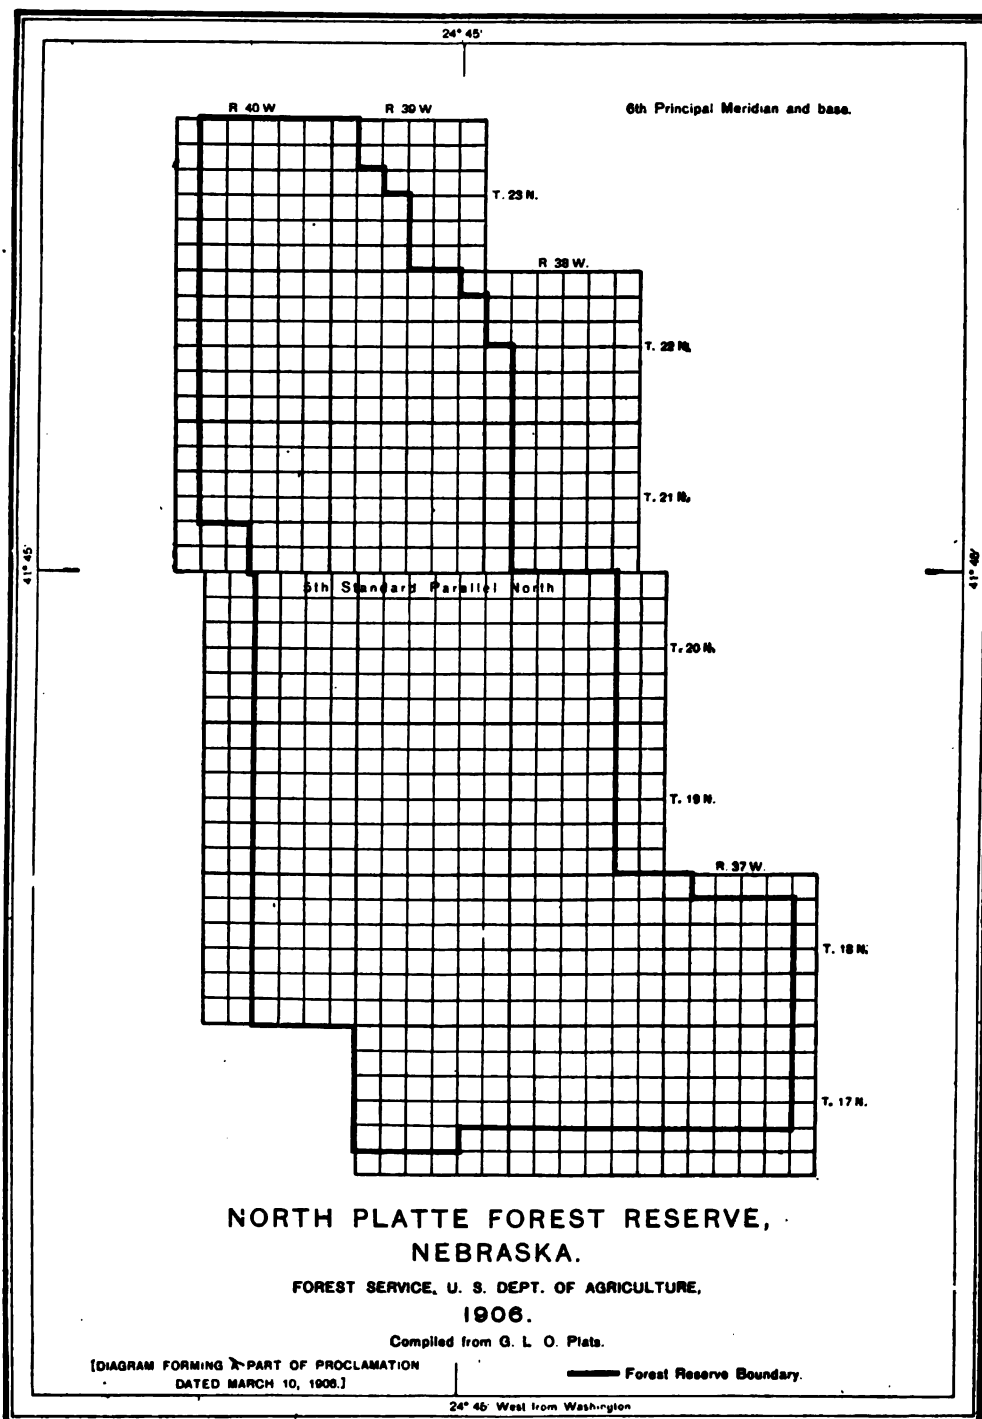 24° 45'
R 40 W
R 39 W
6th Principal Meridian and base.
T. 23 N.
R 38 W.
T. 22 N.
T. 21 N.
41° 45'
41° 45'
5th Standard Parallel North
T. 20 N.
T. 19 N.
R. 37 W.
T. 18 N.
T. 17 N.
NORTH PLATTE FOREST RESERVE,
NEBRASKA.
FOREST SERVICE, U. S. DEPT. OF AGRICULTURE,
1906.
Compiled from G. L. O. Plats.
[DIAGRAM FORMING A PART OF PROCLAMATION
DATED MARCH 10, 1906.]
Forest Reserve Boundary.
24° 45' West from Washington